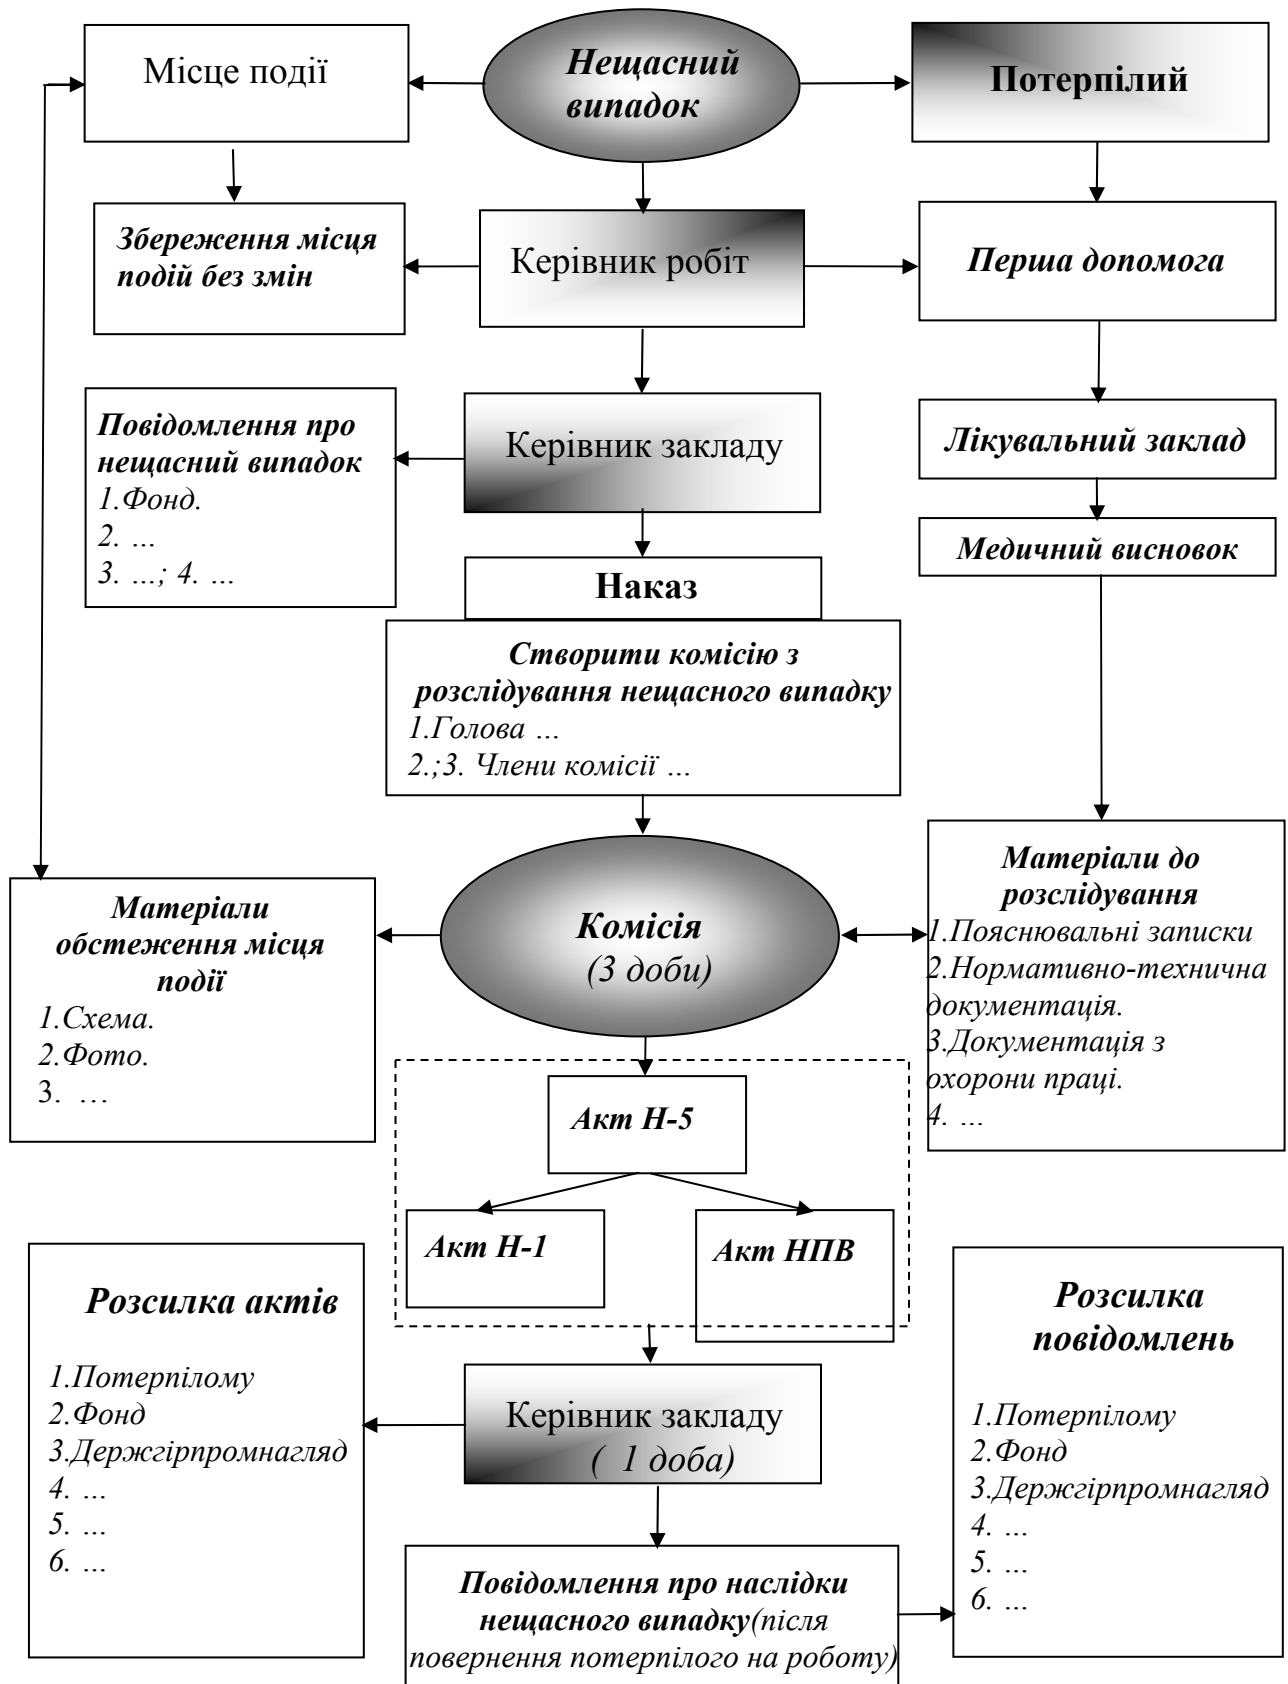 Місце події
Нещасний
випадок
Потерпілий
Збереження місця
подій без змін
Керівник робіт
Перша допомога
Повідомлення про
нещасний випадок
1.Фонд.
2. ...
3. ...; 4. ...
Керівник закладу
Лікувальний заклад
Медичний висновок
Наказ
Створити комісію з
розслідування нещасного випадку
1.Голова ...
2.;3. Члени комісії ...
Матеріали
обстеження місця
події
1.Схема.
2.Фото.
3. ...
Комісія
(3 доби)
Матеріали до
розслідування
1.Пояснювальні записки
2.Нормативно-технична
документація.
3.Документація з
охорони праці.
4. ...
Акт Н-5
Акт Н-1
Акт НПВ
Розсилка актів
1.Потерпілому
2.Фонд
3.Держгірпромнагляд
4. ...
5. ...
6. ...
Керівник закладу
( 1 доба)
Розсилка
повідомлень
1.Потерпілому
2.Фонд
3.Держгірпромнагляд
4. ...
5. ...
6. ...
Повідомлення про наслідки
нещасного випадку(після
повернення потерпілого на роботу)